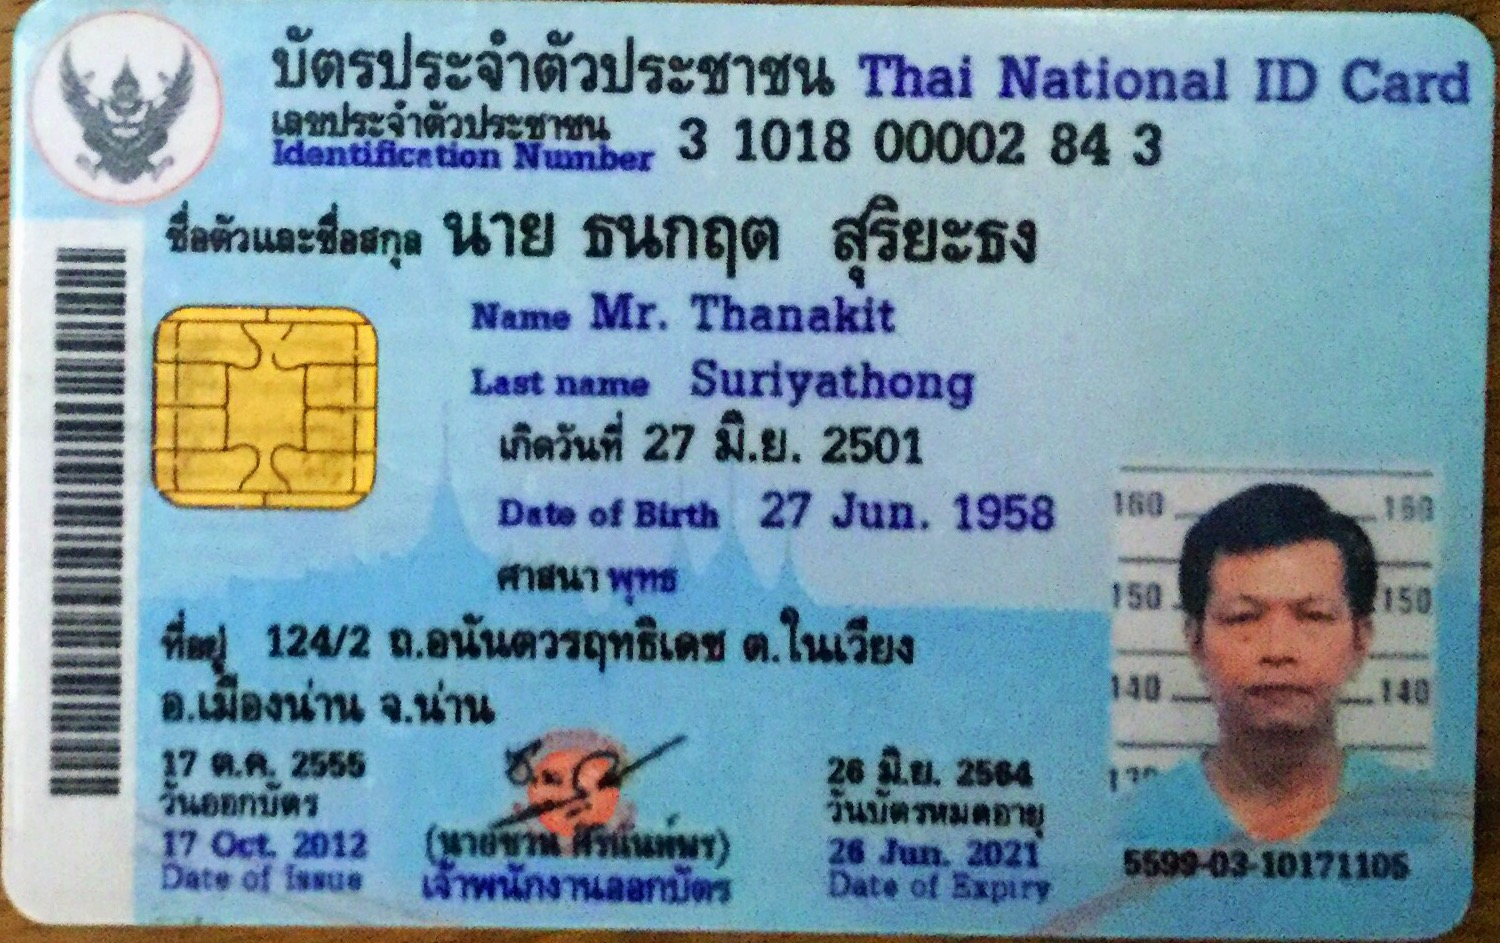 บัตรประจำตัวประชาชน Thai National ID Card
เลขประจำตัวประชาชน
Identification Number 3 1018 00002 84 3
ชื่อตัวและชื่อสกุล นาย ธนกฤต สุริยะธง
Name Mr. Thanakit
Last name Suriyathong
เกิดวันที่ 27 มิ.ย. 2501
Date of Birth 27 Jun. 1958
ศาสนา พุทธ
ที่อยู่ 124/2 ถ.อนันตวรฤทธิเดช ต.ในเวียง
อ.เมืองน่าน จ.น่าน
17 ต.ค. 2555
วันออกบัตร
17 Oct. 2012
Date of Issue
(นายชวน ศิรินันท์พร)
เจ้าพนักงานออกบัตร
26 มิ.ย. 2564
วันบัตรหมดอายุ
26 Jun. 2021
Date of Expiry
160 160
150 150
140 140
5599-03-10171105